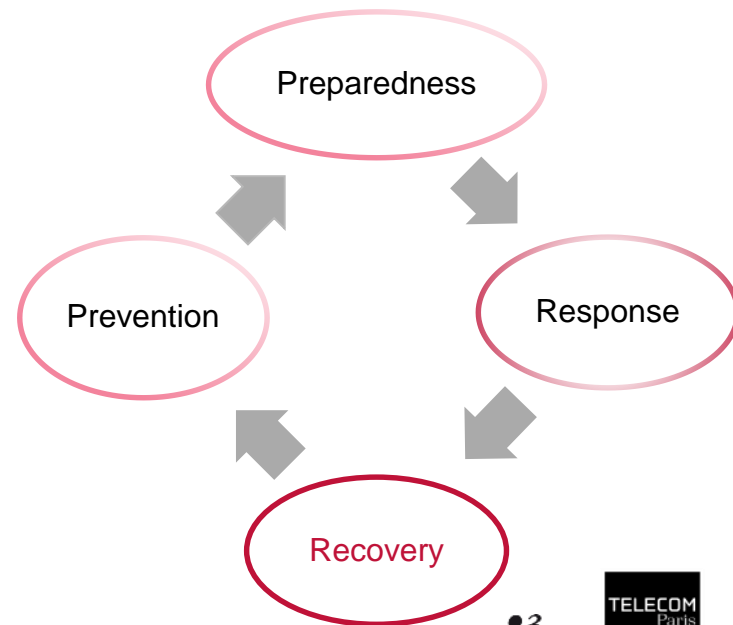 Preparedness
Prevention
Response
Recovery
TELECOM
Paris